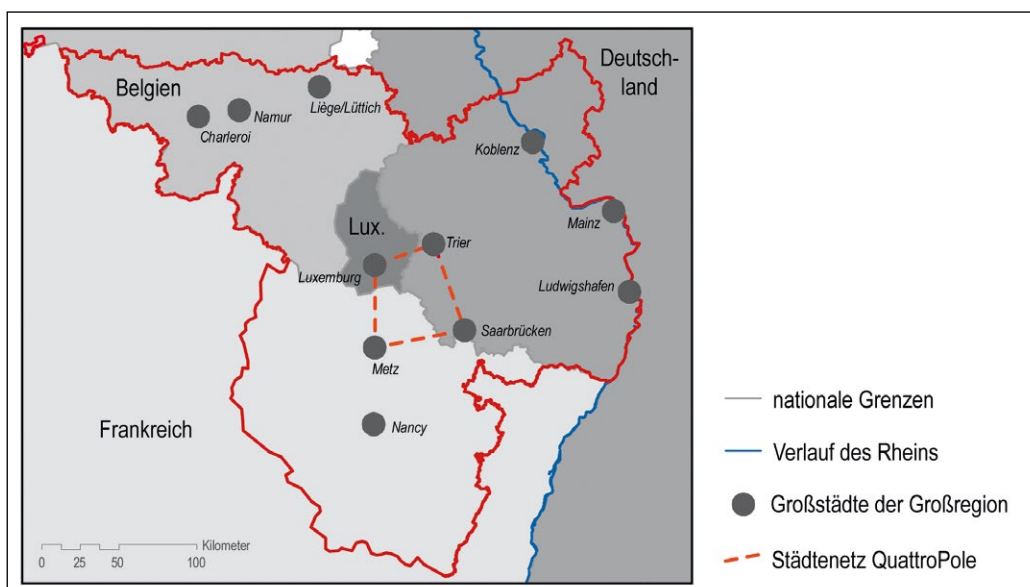 Deutsch-
land
Belgien
Liège/Lüttich
Namur
Charleroi
Koblenz
Mainz
Lux.
Trier
Luxemburg
Ludwigshafen
Saarbrücken
Metz
Frankreich
Nancy
Kilometer
0 25 50 100
nationale Grenzen
Verlauf des Rheins
Großstädte der Großregion
Städtenetz QuattroPole